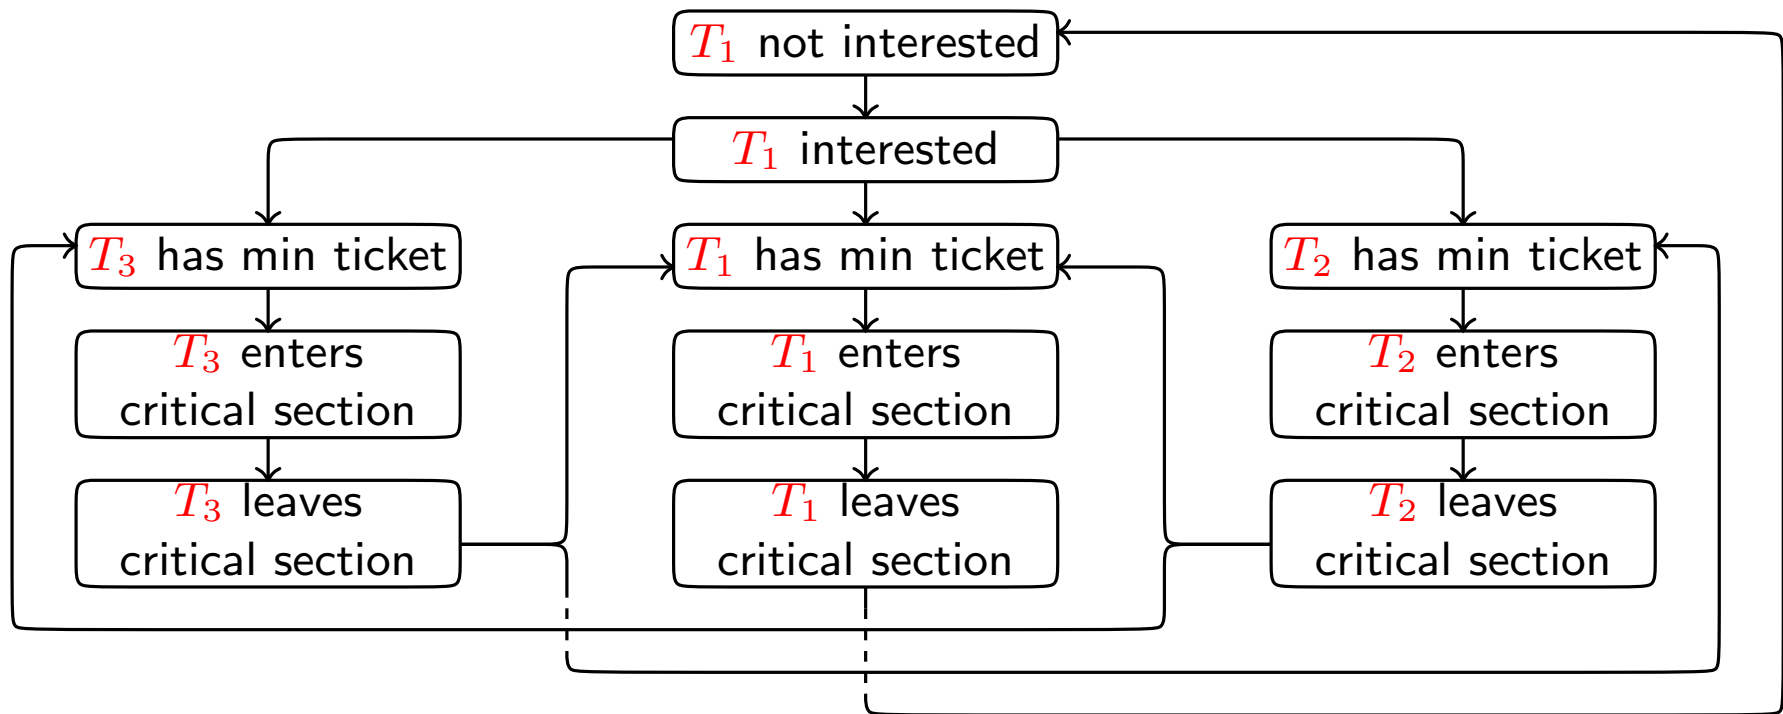 T₁ not interested
T₁ interested
T₃ has min ticket
T₁ has min ticket
T₂ has min ticket
T₃ enters
critical section
T₁ enters
critical section
T₂ enters
critical section
T₃ leaves
critical section
T₁ leaves
critical section
T₂ leaves
critical section